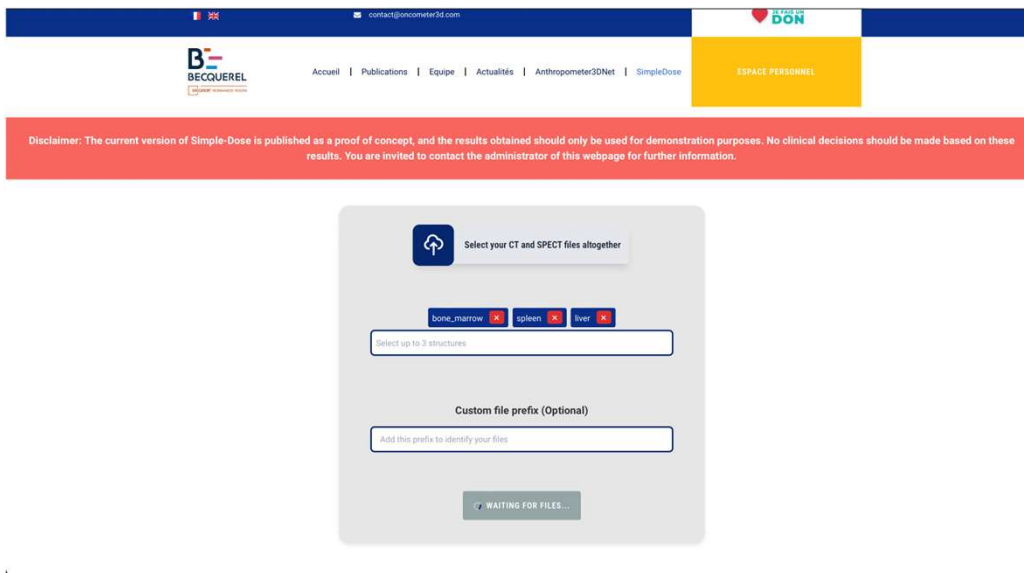 contact@oncometer3d.com
JE FAIS UN
DON
BECQUEREL
Accueil | Publications | Equipe | Actualités | Anthropometer3DNet | SimpleDose
ESPACE PERSONNEL
Disclaimer: The current version of Simple-Dose is published as a proof of concept, and the results obtained should only be used for demonstration purposes. No clinical decisions should be made based on these
results. You are invited to contact the administrator of this webpage for further information.
Select your CT and SPECT files altogether
bone_marrow × spleen × liver ×
Select up to 3 structures
Custom file prefix (Optional)
Add this prefix to identify your files
WAITING FOR FILES...